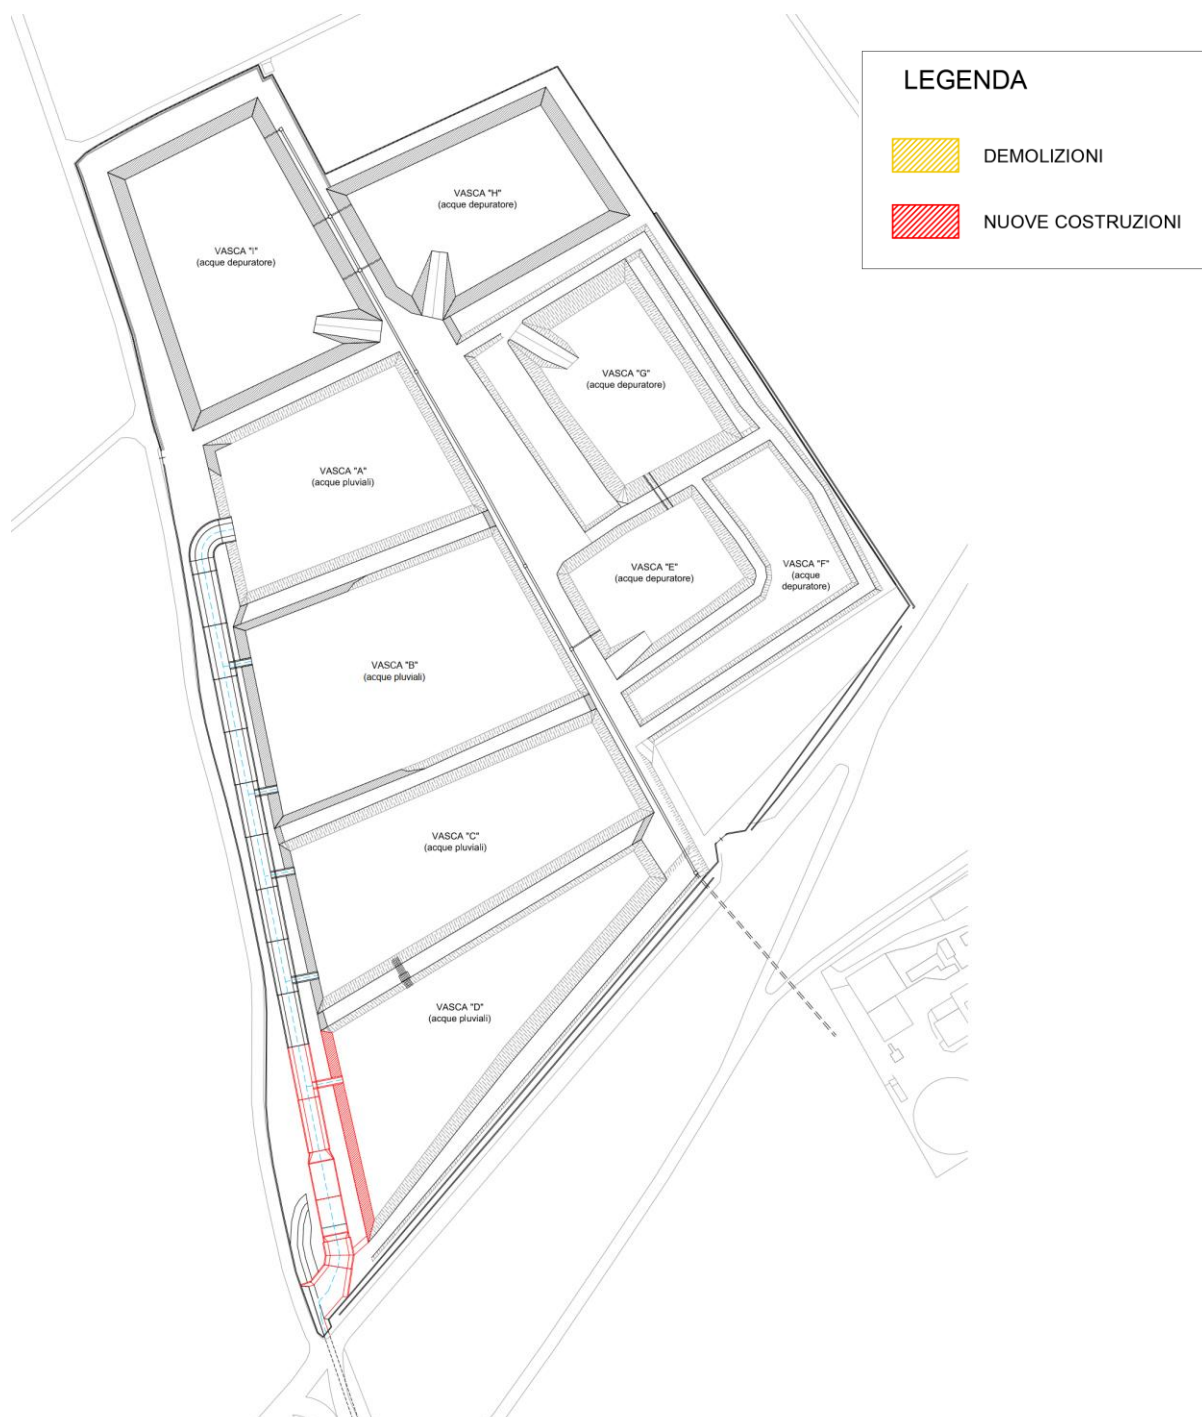 LEGENDA
DEMOLIZIONI
NUOVE COSTRUZIONI
VASCA "H"
(acque depuratore)
VASCA "I"
(acque depuratore)
VASCA "G"
(acque depuratore)
VASCA "A"
(acque pluviali)
VASCA "E"
(acque depuratore)
VASCA "F"
(acque
depuratore)
VASCA "B"
(acque pluviali)
VASCA "C"
(acque pluviali)
VASCA "D"
(acque pluviali)